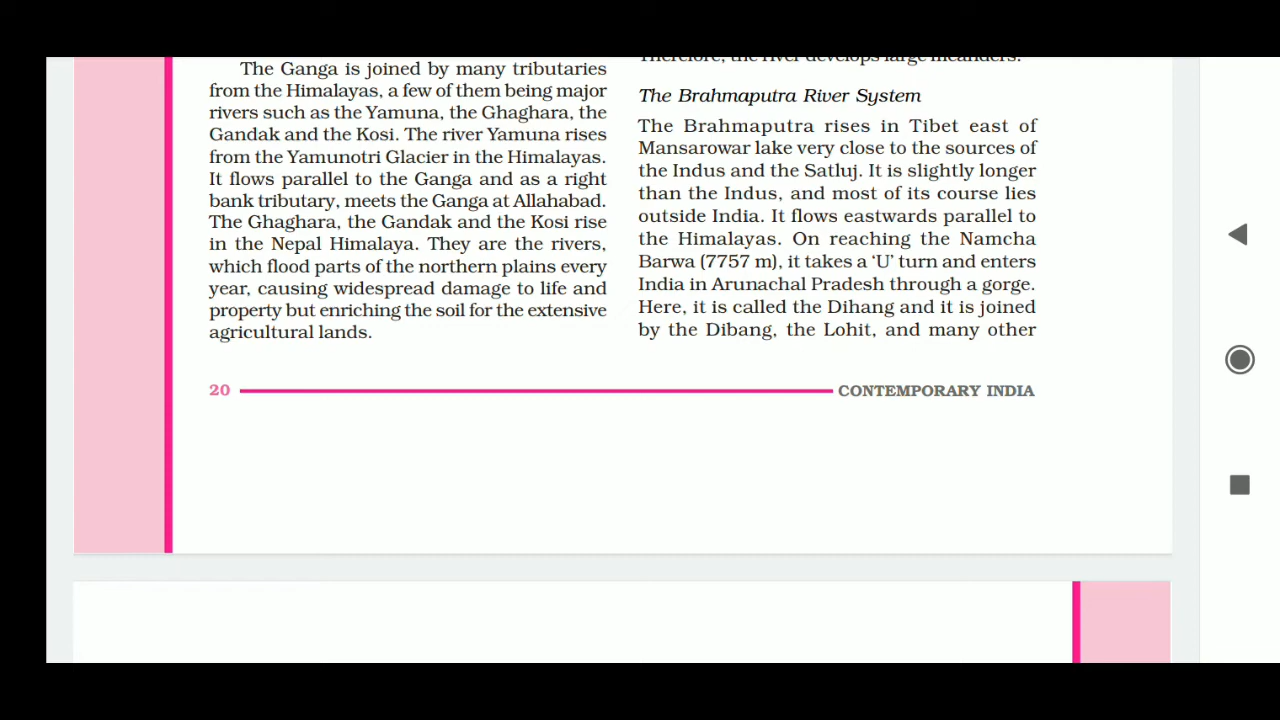 The Ganga is joined by many tributaries
from the Himalayas, a few of them being major
rivers such as the Yamuna, the Ghaghara, the
Gandak and the Kosi. The river Yamuna rises
from the Yamunotri Glacier in the Himalayas.
It flows parallel to the Ganga and as a right
bank tributary, meets the Ganga at Allahabad.
The Ghaghara, the Gandak and the Kosi rise
in the Nepal Himalaya. They are the rivers,
which flood parts of the northern plains every
year, causing widespread damage to life and
property but enriching the soil for the extensive
agricultural lands.
Therefore, the river develops large meanders.
The Brahmaputra River System
The Brahmaputra rises in Tibet east of
Mansarowar lake very close to the sources of
the Indus and the Satluj. It is slightly longer
than the Indus, and most of its course lies
outside India. It flows eastwards parallel to
the Himalayas. On reaching the Namcha
Barwa (7757 m), it takes a ‘U’ turn and enters
India in Arunachal Pradesh through a gorge.
Here, it is called the Dihang and it is joined
by the Dibang, the Lohit, and many other
20
CONTEMPORARY INDIA